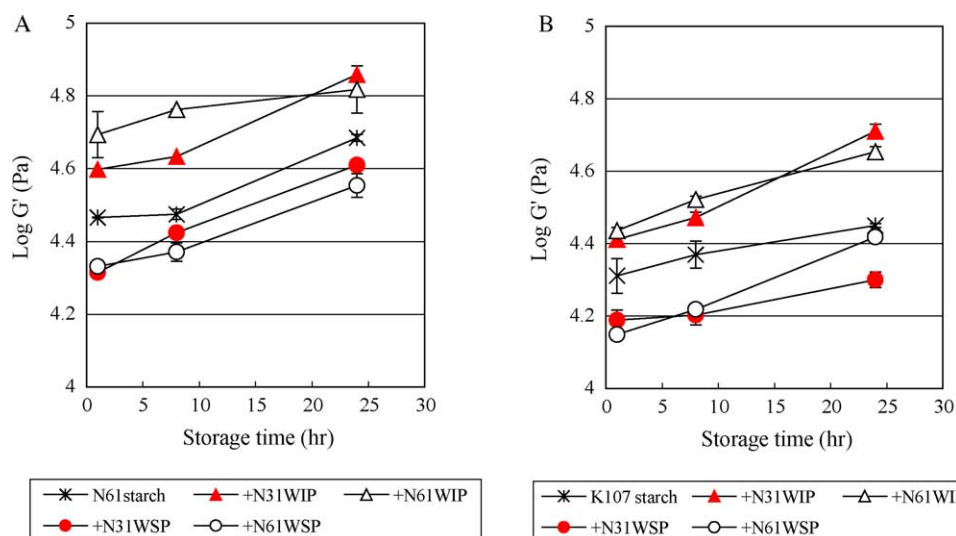 A
5
4.8
4.6
4.4
4.2
4
Log G' (Pa)
0 5 10 15 20 25 30
Storage time (hr)
N61starch +N31WIP +N61WIP
+N31WSP +N61WSP
B
5
4.8
4.6
4.4
4.2
4
Log G' (Pa)
0 5 10 15 20 25 30
Storage time (hr)
K107 starch +N31WIP +N61WI
+N31WSP +N61WSP